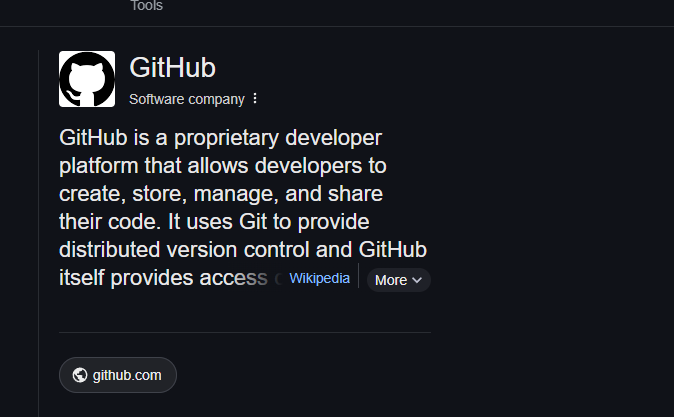 Tools
GitHub
Software company
GitHub is a proprietary developer
platform that allows developers to
create, store, manage, and share
their code. It uses Git to provide
distributed version control and GitHub
itself provides access
Wikipedia
More
github.com